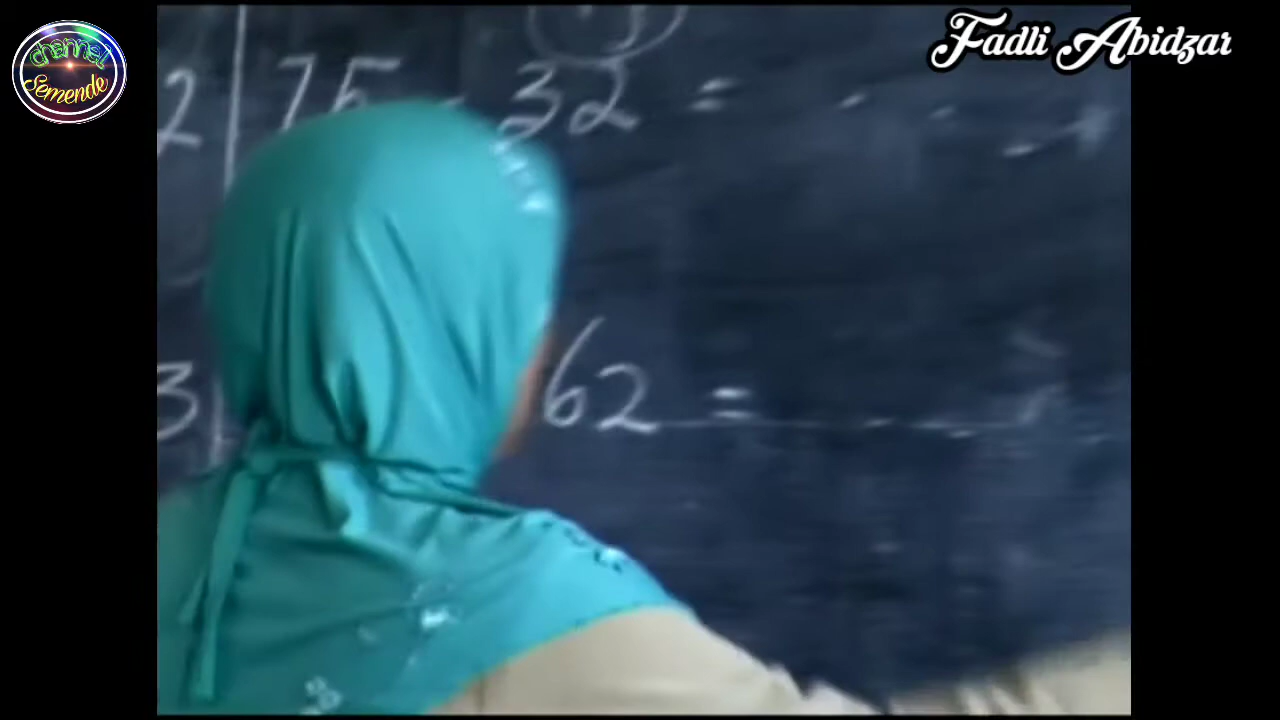 channel
Semende
Fadli Abidzar
2 | 75 - 32 = . . . .
3 | 62 = . . . .